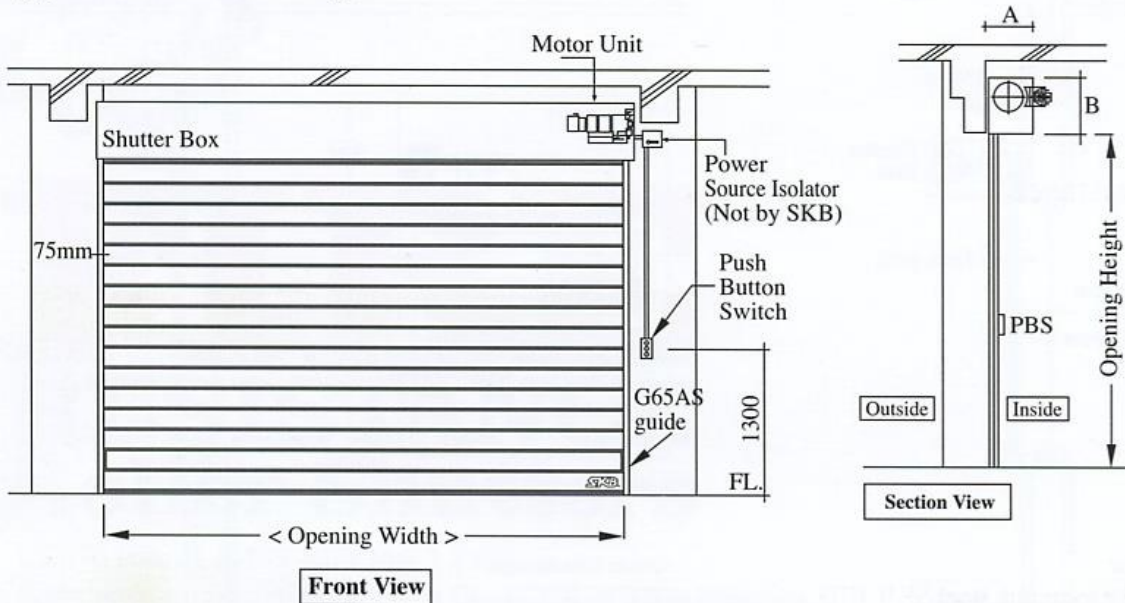 Motor Unit
Shutter Box
Power
Source Isolator
(Not by SKB)
75mm
Push
Button
Switch
G65AS
guide
1300
FL.
SKB
< Opening Width >
Front View
A
B
Opening Height
PBS
Outside
Inside
Section View